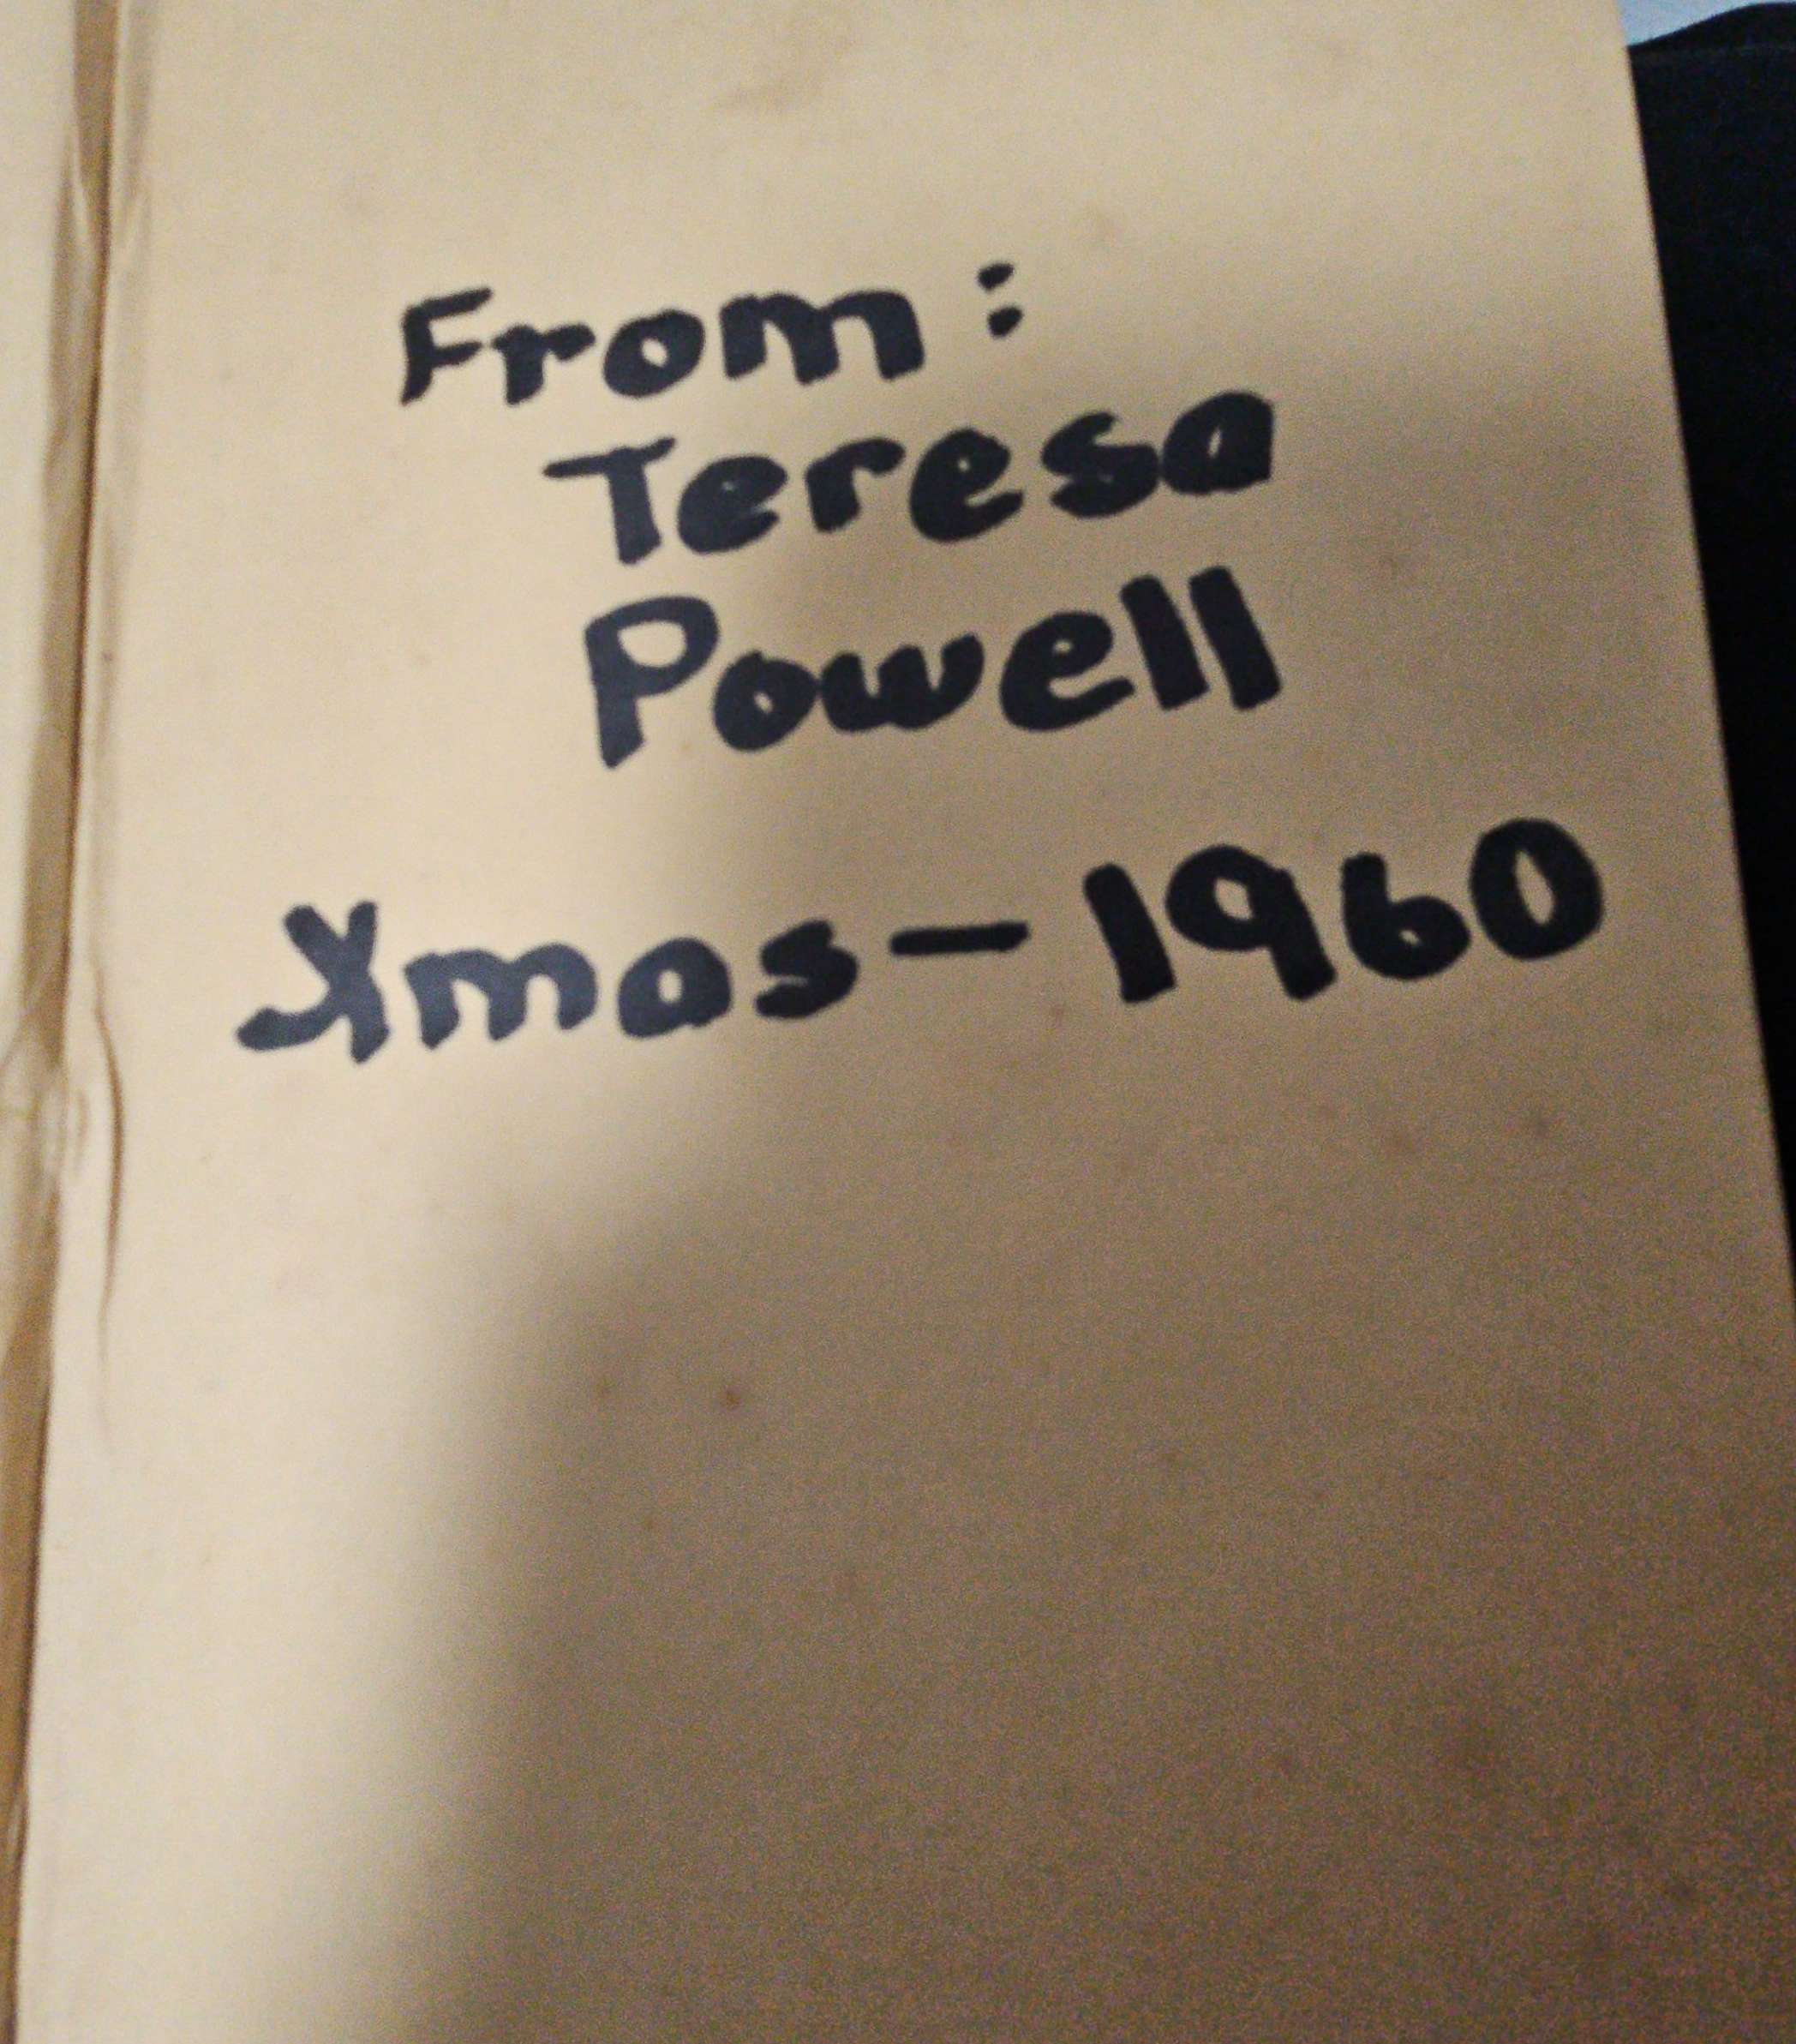 From:
Teresa
Powell
Xmas - 1960